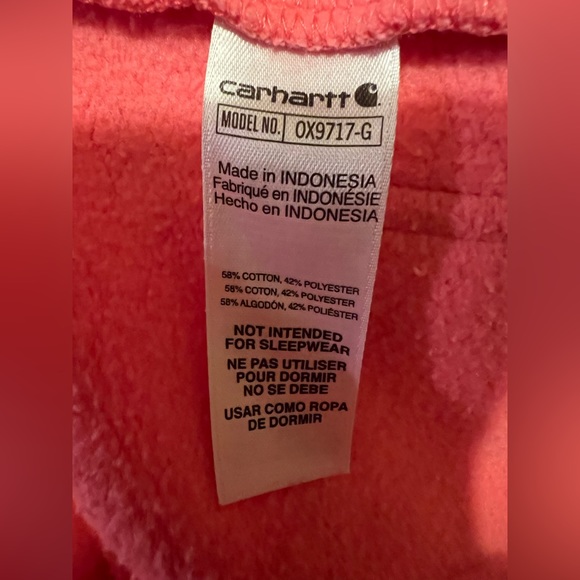 carhartt
MODEL NO. OX9717-G
Made in INDONESIA
Fabriqué en INDONÉSIE
Hecho en INDONESIA
58% COTTON, 42% POLYESTER
58% COTON, 42% POLYESTER
58% ALGODÓN, 42% POLIÉSTER
NOT INTENDED
FOR SLEEPWEAR
NE PAS UTILISER
POUR DORMIR
NO SE DEBE
USAR COMO ROPA
DE DORMIR